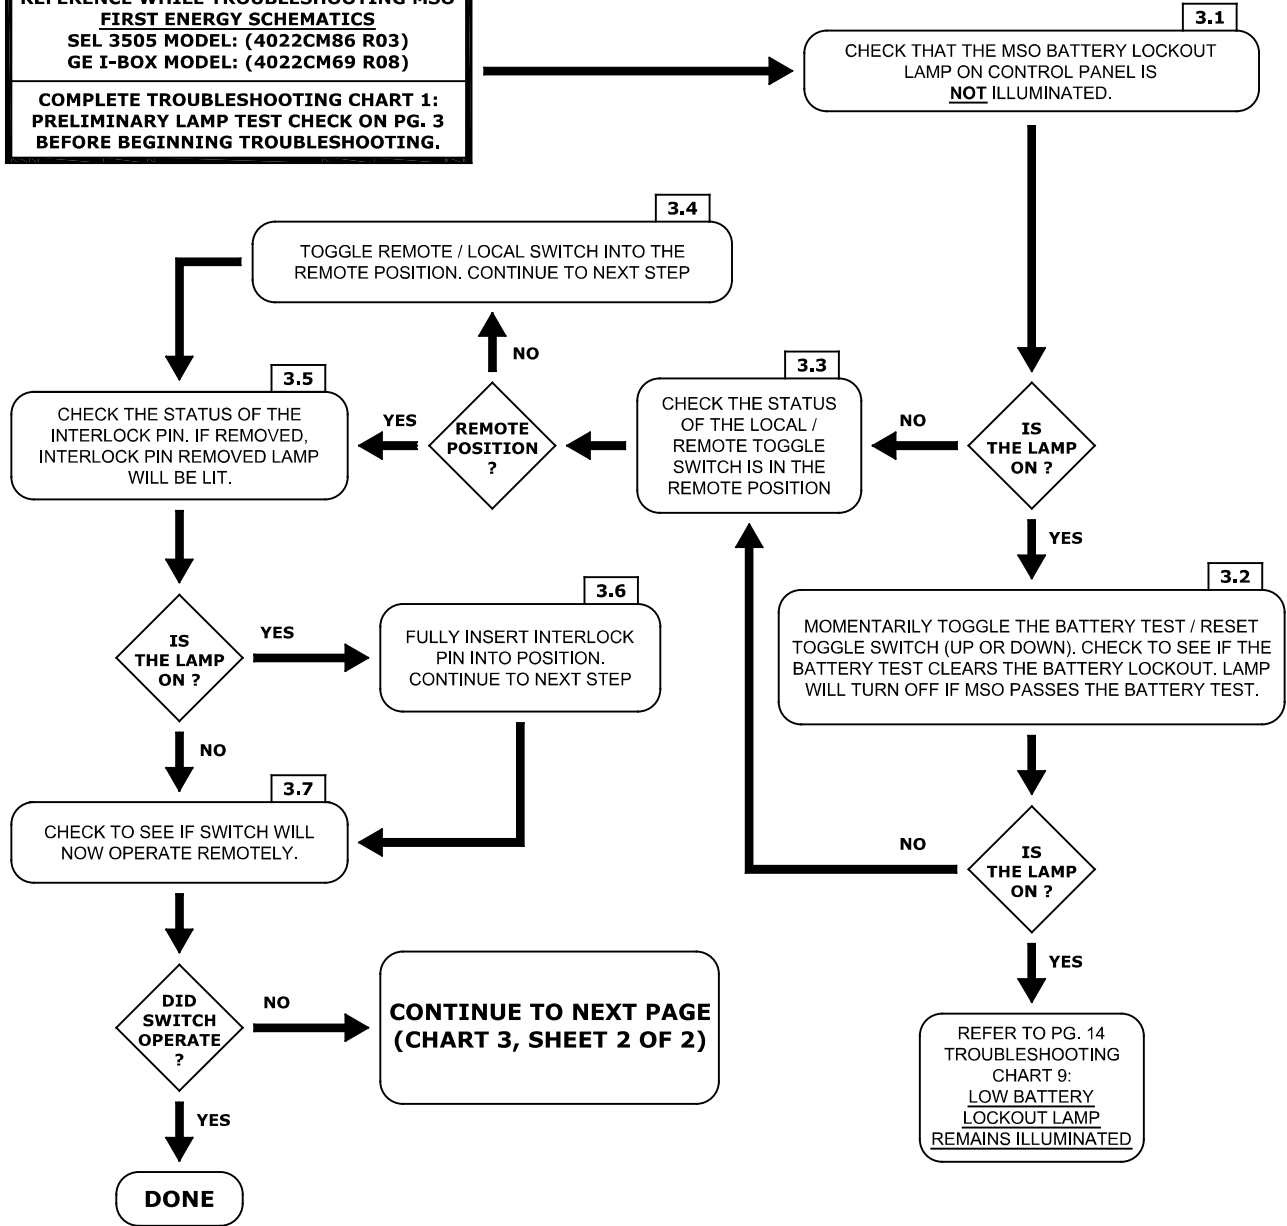 REFERENCE WHILE TROUBLESHOOTING MSO
FIRST ENERGY SCHEMATICS
SEL 3505 MODEL: (4022CM86 R03)
GE I-BOX MODEL: (4022CM69 R08)
COMPLETE TROUBLESHOOTING CHART 1:
PRELIMINARY LAMP TEST CHECK ON PG. 3
BEFORE BEGINNING TROUBLESHOOTING.
3.1
CHECK THAT THE MSO BATTERY LOCKOUT
LAMP ON CONTROL PANEL IS
NOT ILLUMINATED.
IS
THE LAMP
ON ?
NO
YES
3.2
MOMENTARILY TOGGLE THE BATTERY TEST / RESET
TOGGLE SWITCH (UP OR DOWN). CHECK TO SEE IF THE
BATTERY TEST CLEARS THE BATTERY LOCKOUT. LAMP
WILL TURN OFF IF MSO PASSES THE BATTERY TEST.
IS
THE LAMP
ON ?
NO
YES
REFER TO PG. 14
TROUBLESHOOTING
CHART 9:
LOW BATTERY
LOCKOUT LAMP
REMAINS ILLUMINATED
3.3
CHECK THE STATUS
OF THE LOCAL /
REMOTE TOGGLE
SWITCH IS IN THE
REMOTE POSITION
REMOTE
POSITION
?
NO
YES
3.4
TOGGLE REMOTE / LOCAL SWITCH INTO THE
REMOTE POSITION. CONTINUE TO NEXT STEP
3.5
CHECK THE STATUS OF THE
INTERLOCK PIN. IF REMOVED,
INTERLOCK PIN REMOVED LAMP
WILL BE LIT.
IS
THE LAMP
ON ?
YES
NO
3.6
FULLY INSERT INTERLOCK
PIN INTO POSITION.
CONTINUE TO NEXT STEP
3.7
CHECK TO SEE IF SWITCH WILL
NOW OPERATE REMOTELY.
DID
SWITCH
OPERATE
?
NO
YES
CONTINUE TO NEXT PAGE
(CHART 3, SHEET 2 OF 2)
DONE